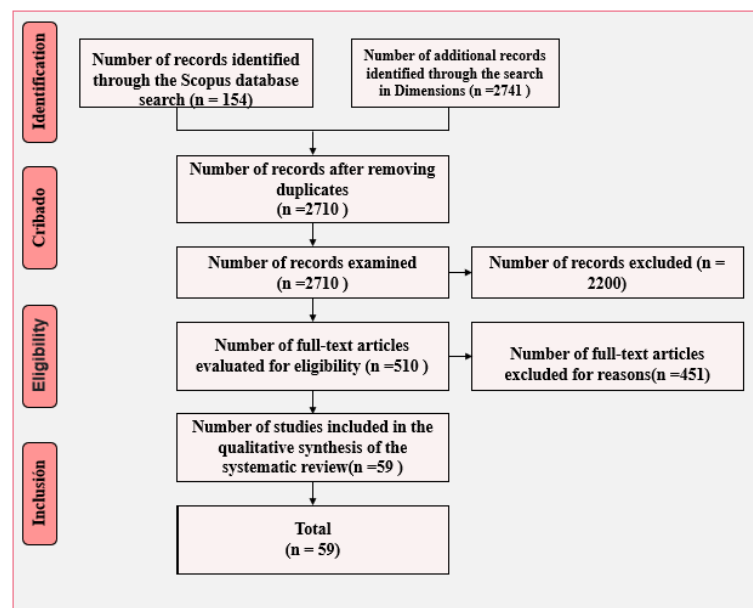 Identification
Number of records identified
through the Scopus database
search (n = 154)
Number of additional records
identified through the search
in Dimensions (n =2741 )
Cribado
Number of records after removing
duplicates
(n =2710 )
Number of records examined
(n =2710 )
Number of records excluded (n =
2200)
Eligibility
Number of full-text articles
evaluated for eligibility (n =510 )
Number of full-text articles
excluded for reasons(n =451)
Inclusión
Number of studies included in the
qualitative synthesis of the
systematic review(n =59 )
Total
(n = 59)